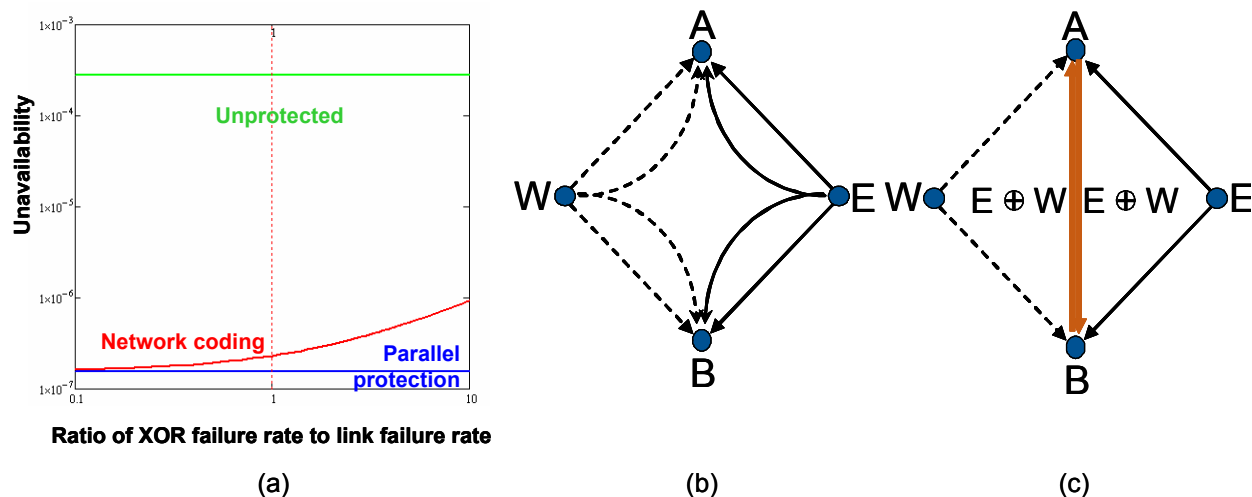 1×10⁻³
1
Unprotected
1×10⁻⁴
Unavailability
1×10⁻⁵
1×10⁻⁶
Network coding
Parallel
protection
1×10⁻⁷
0.1
1
10
Ratio of XOR failure rate to link failure rate
(a)
A
W
E
B
(b)
A
W
E ⊕ W
E ⊕ W
E
B
(c)